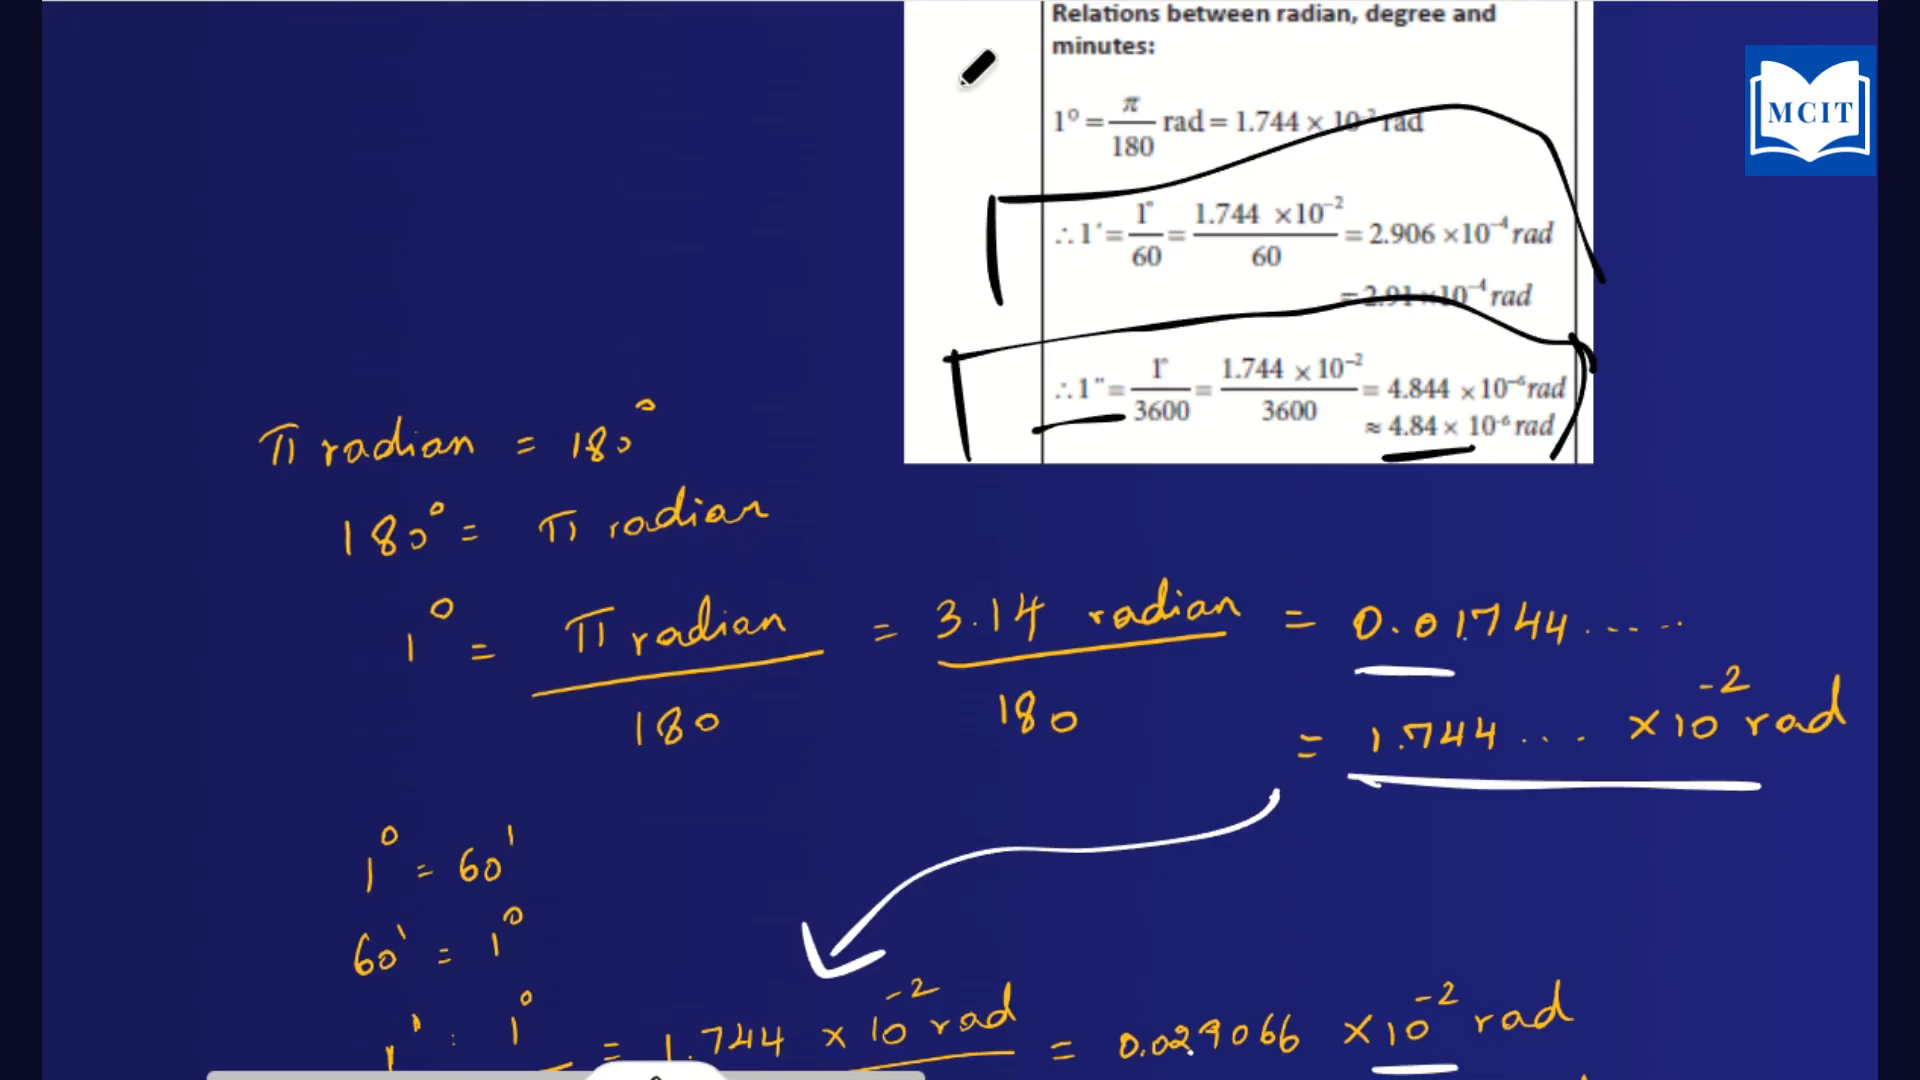 Relations between radian, degree and
minutes:
1° = π/180 rad = 1.744 × 10⁻² rad
∴ 1′ = 1°/60 = 1.744 ×10⁻²/60 = 2.906 ×10⁻⁴ rad
= 2.91 ×10⁻⁴ rad
∴ 1″ = 1°/3600 = 1.744 × 10⁻²/3600 = 4.844 ×10⁻⁶ rad
≈ 4.84 × 10⁻⁶ rad
MCIT
π radian = 180°
180° = π radian
1° = π radian/180 = 3.14 radian/180 = 0.01744.....
= 1.744 ... ×10⁻² rad
1° = 60′
60′ = 1°
1′ = 1° = 1.744 × 10⁻² rad = 0.029066 ×10⁻² rad